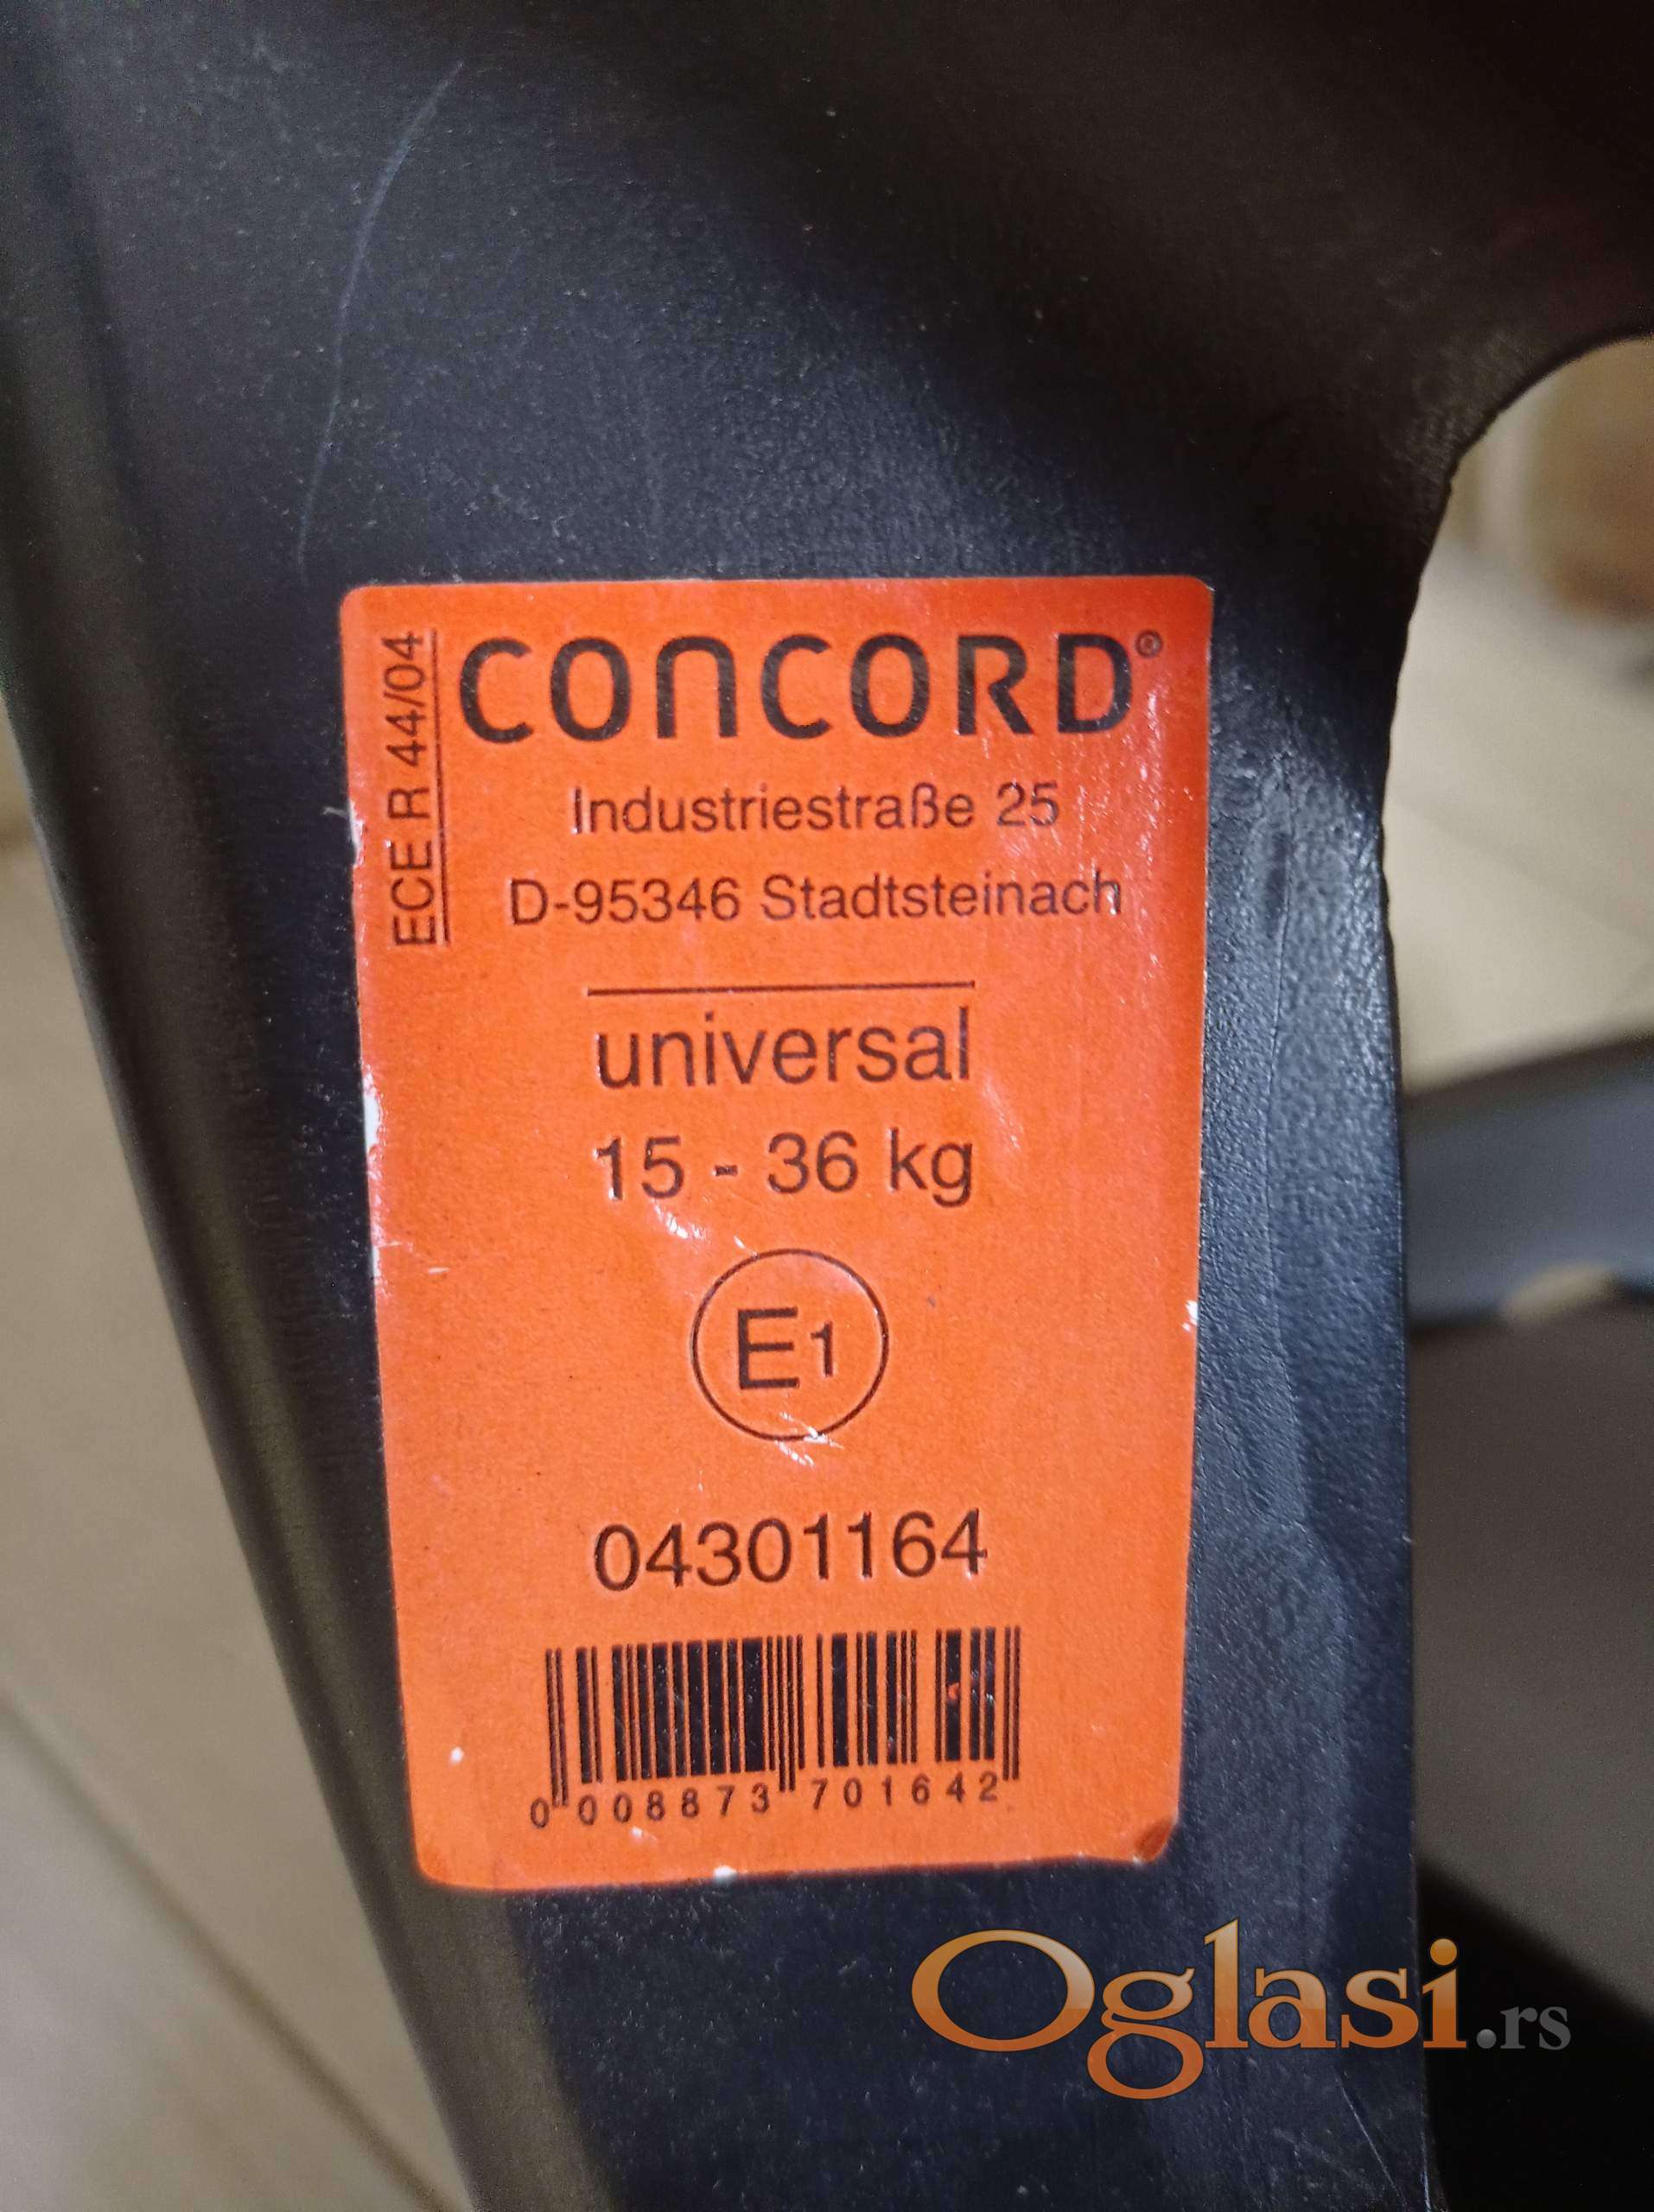 ECE R 44/04
CONCORD®
Industriestraße 25
D-95346 Stadtsteinach
universal
15 - 36 kg
E1
04301164
0 008873 701642
Oglasi.rs